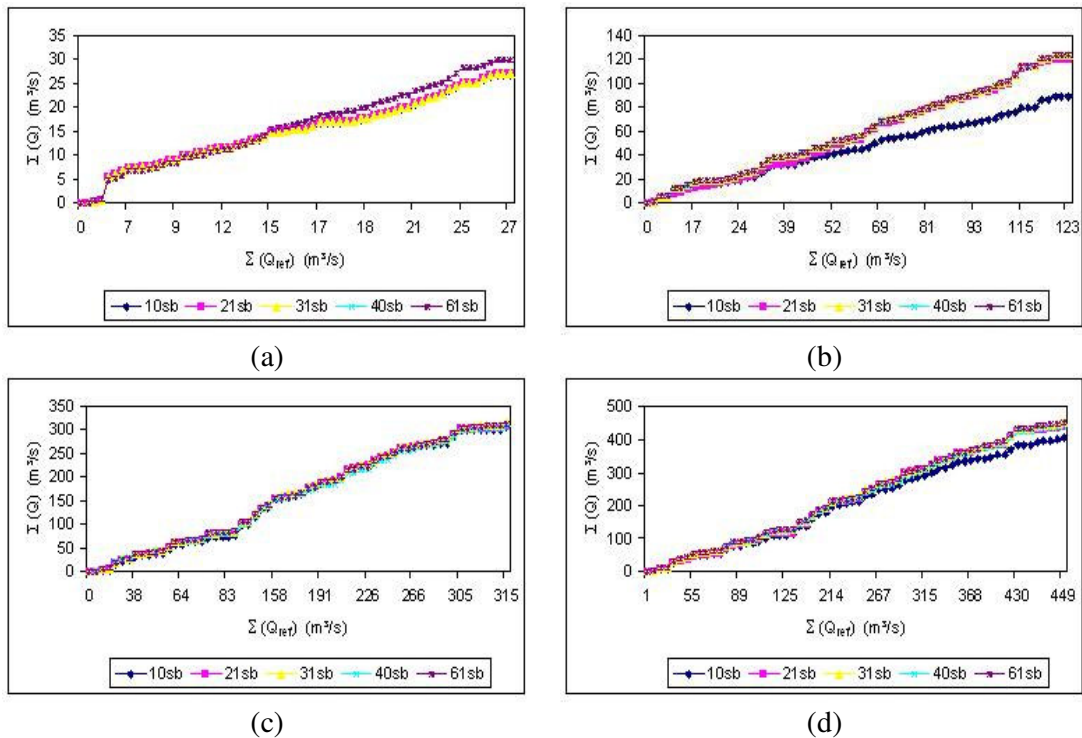 35
30
25
20
15
10
5
0
Σ (Q) (m³/s)
0 7 9 12 15 17 18 21 25 27
Σ (Qref) (m³/s)
10sb 21sb 31sb 40sb 61sb
(a)
140
120
100
80
60
40
20
0
Σ (Q) (m³/s)
0 17 24 39 52 69 81 93 115 123
Σ (Qref) (m³/s)
10sb 21sb 31sb 40sb 61sb
(b)
350
300
250
200
150
100
50
0
Σ (Q) (m³/s)
0 38 64 83 158 191 226 266 305 315
Σ (Qref) (m³/s)
10sb 21sb 31sb 40sb 61sb
(c)
500
400
300
200
100
0
Σ (Q) (m³/s)
1 55 89 125 214 267 315 368 430 449
Σ (Qref) (m³/s)
10sb 21sb 31sb 40sb 61sb
(d)